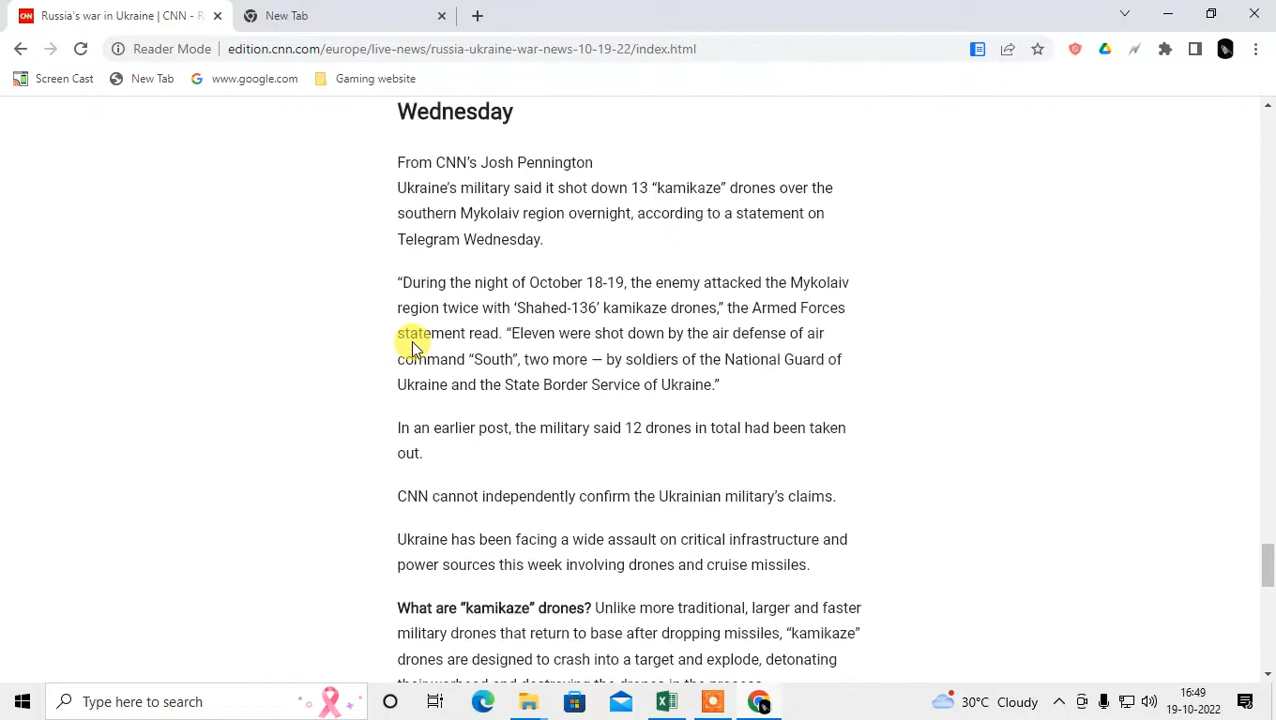 Russia's war in Ukraine | CNN - R
New Tab
Reader Mode
edition.cnn.com/europe/live-news/russia-ukraine-war-news-10-19-22/index.html
Screen Cast
New Tab
www.google.com
Gaming website
Wednesday
From CNN’s Josh Pennington
Ukraine’s military said it shot down 13 “kamikaze” drones over the
southern Mykolaiv region overnight, according to a statement on
Telegram Wednesday.
“During the night of October 18-19, the enemy attacked the Mykolaiv
region twice with ‘Shahed-136’ kamikaze drones,” the Armed Forces
statement read. “Eleven were shot down by the air defense of air
command “South”, two more — by soldiers of the National Guard of
Ukraine and the State Border Service of Ukraine.”
In an earlier post, the military said 12 drones in total had been taken
out.
CNN cannot independently confirm the Ukrainian military’s claims.
Ukraine has been facing a wide assault on critical infrastructure and
power sources this week involving drones and cruise missiles.
What are “kamikaze” drones? Unlike more traditional, larger and faster
military drones that return to base after dropping missiles, “kamikaze”
drones are designed to crash into a target and explode, detonating
their warhead and destroying the drones in the process.
Type here to search
30°C Cloudy
16:49
19-10-2022